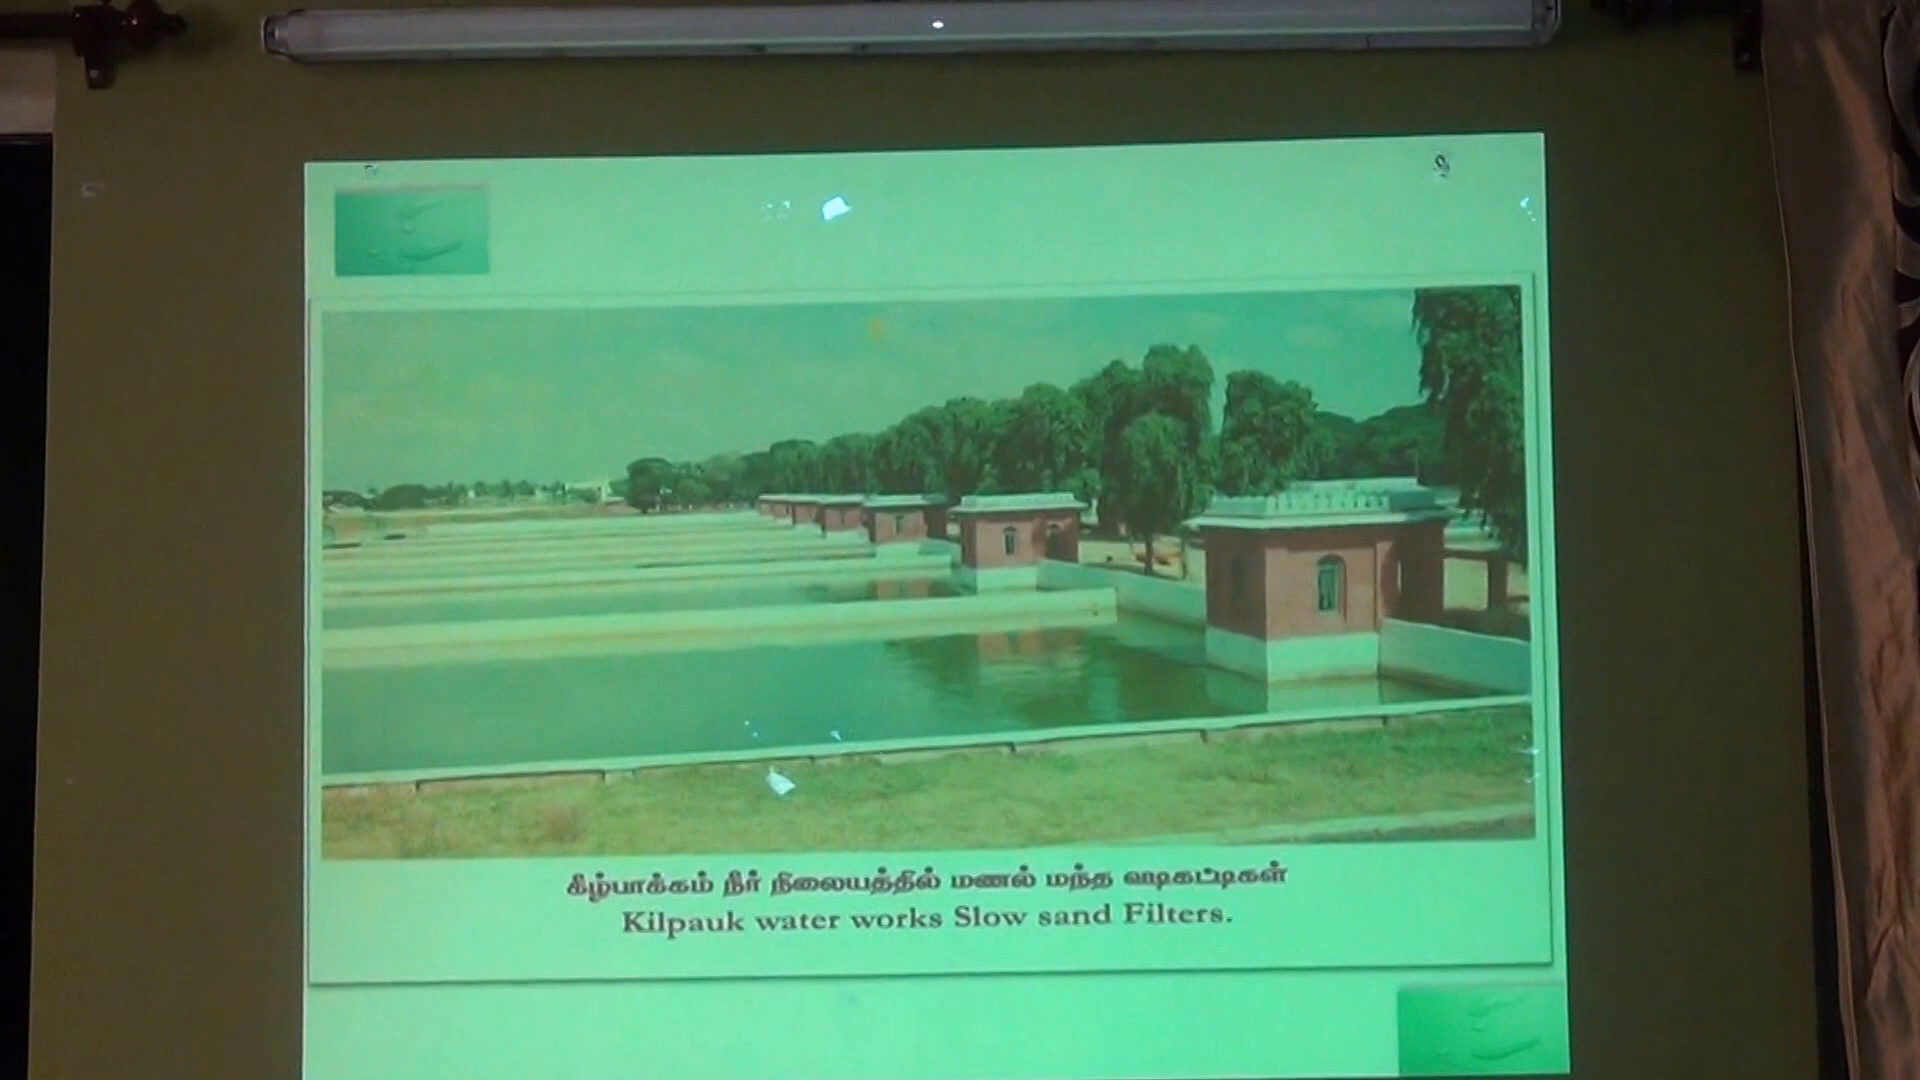 கீழ்பாக்கம் நீர் நிலையத்தில் மணல் மந்த வடிகட்டிகள்
Kilpauk water works Slow sand Filters.